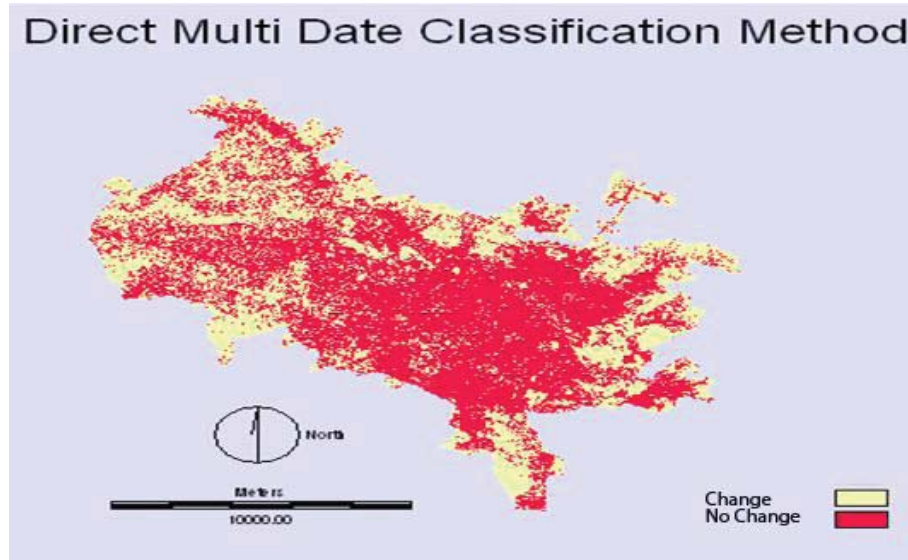 Direct Multi Date Classification Method
North
Meters
10000.00
Change
No Change